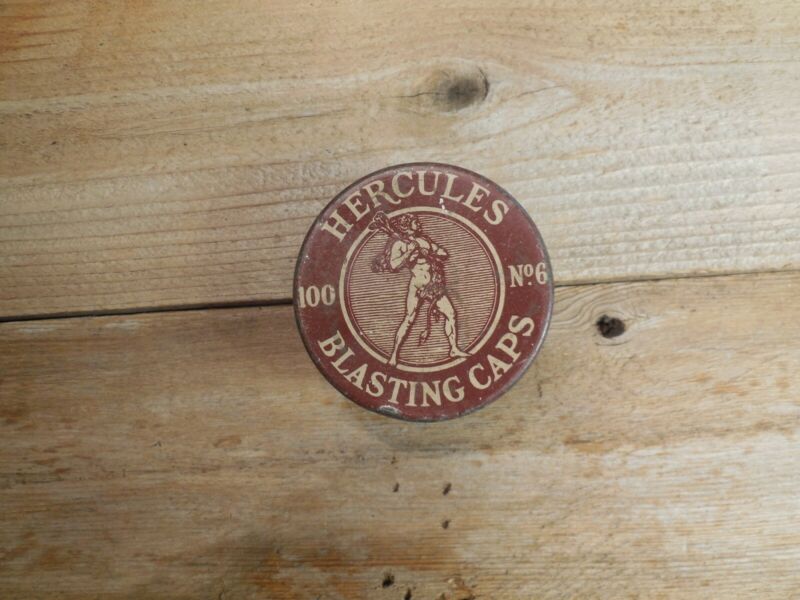 HERCULES
100
No. 6
BLASTING CAPS